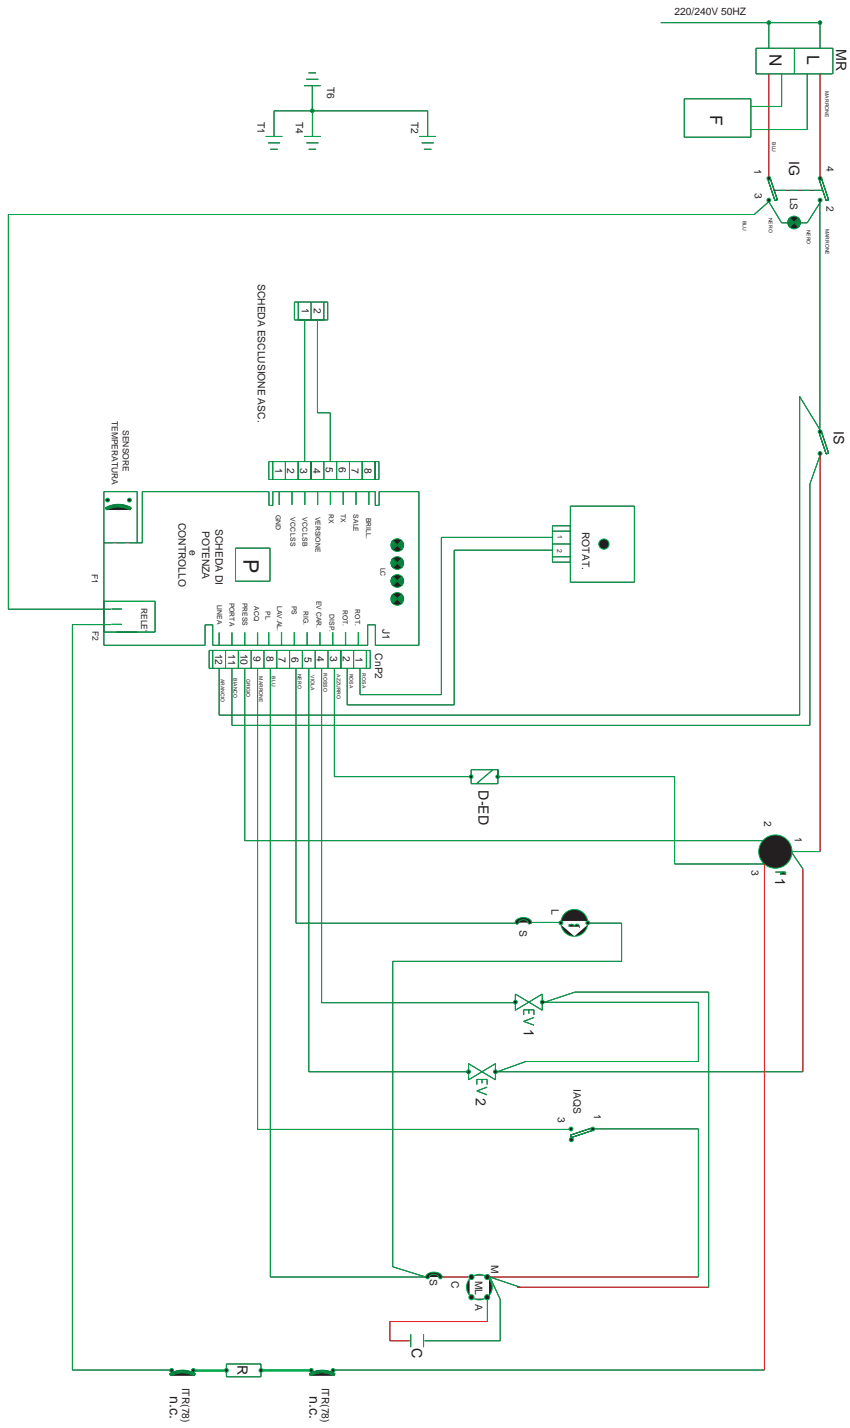 220/240V 50HZ
MR
N
L
F
MARRONE
BLU
IG
1
4
3
2
LS
NERO
BLU
NERO
MARRONE
T6
T1
T4
T2
SCHEDA ESCLUSIONE ASC.
1
2
IS
1
2
3
4
5
6
7
8
GND
VCCLSS
VCCLSB
VERSIONE
RX
TX
SALE
BRILL.
LC
SENSORE
TEMPERATURA
SCHEDA DI
POTENZA
e
CONTROLLO
P
F1
RELE'
F2
ROTAT.
1
2
LINEA
PORTA
PRESS
ACQ
PL
LAV.AL.
PS
RIG.
EV CAR.
DISP.
ROT.
ROT.
J1
CnP2
12
11
10
9
8
7
6
5
4
3
2
1
ARANCIO
BIANCO
GRIGIO
MARRONE
BLU
NERO
VIOLA
ROSSO
AZZURRO
ROSA
ROSA
D-ED
2
1
3
P1
L
S
EV 1
EV 2
IAQS
3
1
M
S
C
ML
A
C
R
ITR(78)
n.c.
ITR(78)
n.c.